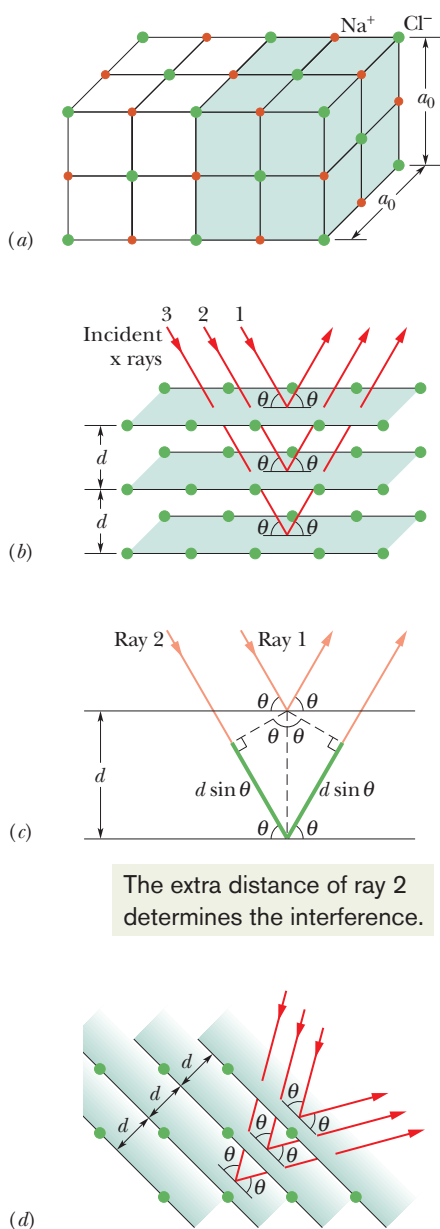 Na⁺ Cl⁻
a₀
a₀
(a)
3 2 1
Incident
x rays
θ θ
d
θ θ
d
θ θ
(b)
Ray 2 Ray 1
θ θ
θ θ
d
d sin θ d sin θ
θ θ
(c)
The extra distance of ray 2
determines the interference.
d
d
d
θ
θ
θ
θ
θ
θ
(d)